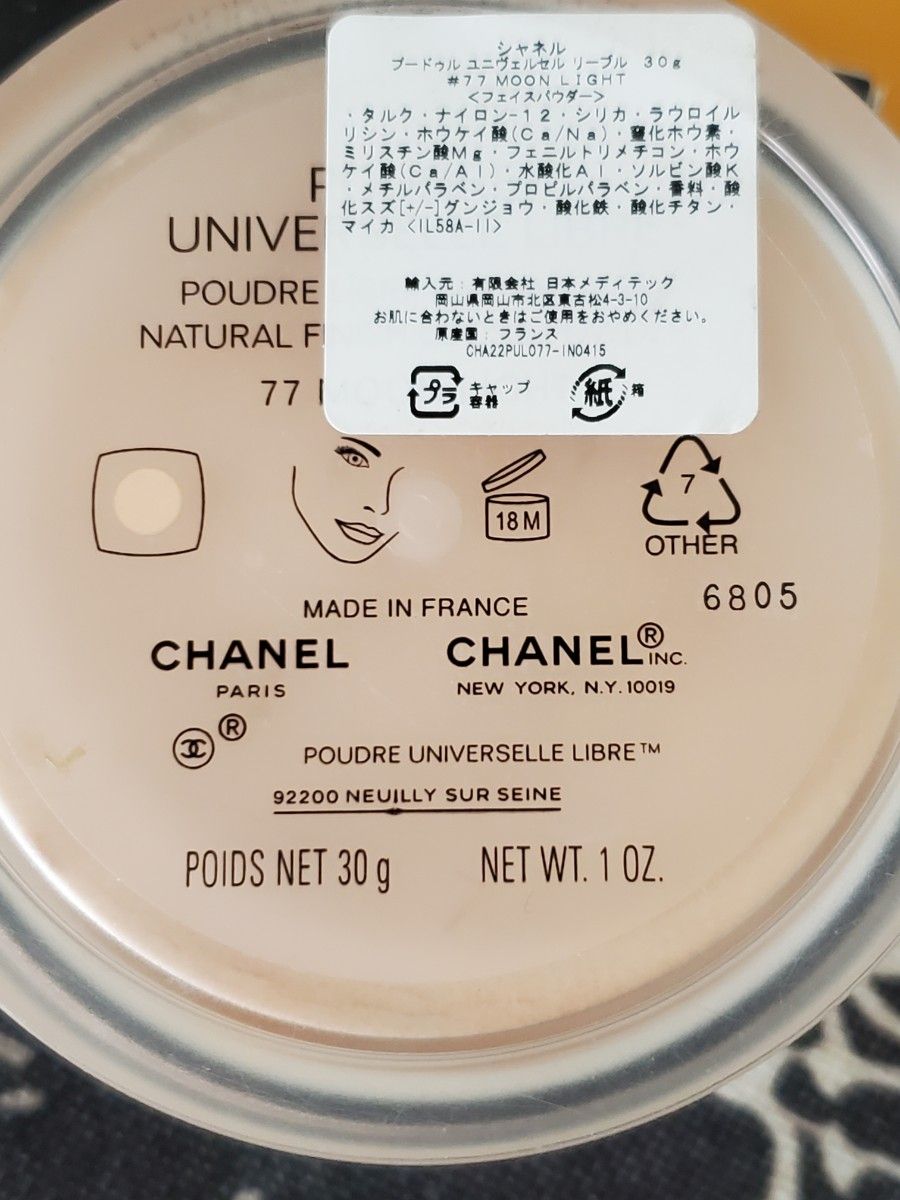 シャネル
プードゥル ユニヴェルセル リーブル 30g
#77 MOON LIGHT
<フェイスパウダー>
・タルク・ナイロン-12・シリカ・ラウロイル
リシン・ホウケイ酸(Ca/Na)・窒化ホウ素・
ミリスチン酸Mg・フェニルトリメチコン・ホウ
ケイ酸(Ca/Al)・水酸化Al・ソルビン酸K
・メチルパラベン・プロピルパラベン・香料・酸
化スズ[+/-]グンジョウ・酸化鉄・酸化チタン・
マイカ <IL58A-II>
輸入元:有限会社 日本メディテック
岡山県岡山市北区東古松4-3-10
お肌に合わないときはご使用をおやめください。
原産国:フランス
CHA22PUL077-IN0415
プラ キャップ 容器 紙 箱
UNIVE
POUDRE
NATURAL F
77
18M
7
OTHER
6805
MADE IN FRANCE
CHANEL CHANEL® INC.
PARIS NEW YORK, N.Y. 10019
®
POUDRE UNIVERSELLE LIBRE™
92200 NEUILLY SUR SEINE
POIDS NET 30 g NET WT. 1 OZ.